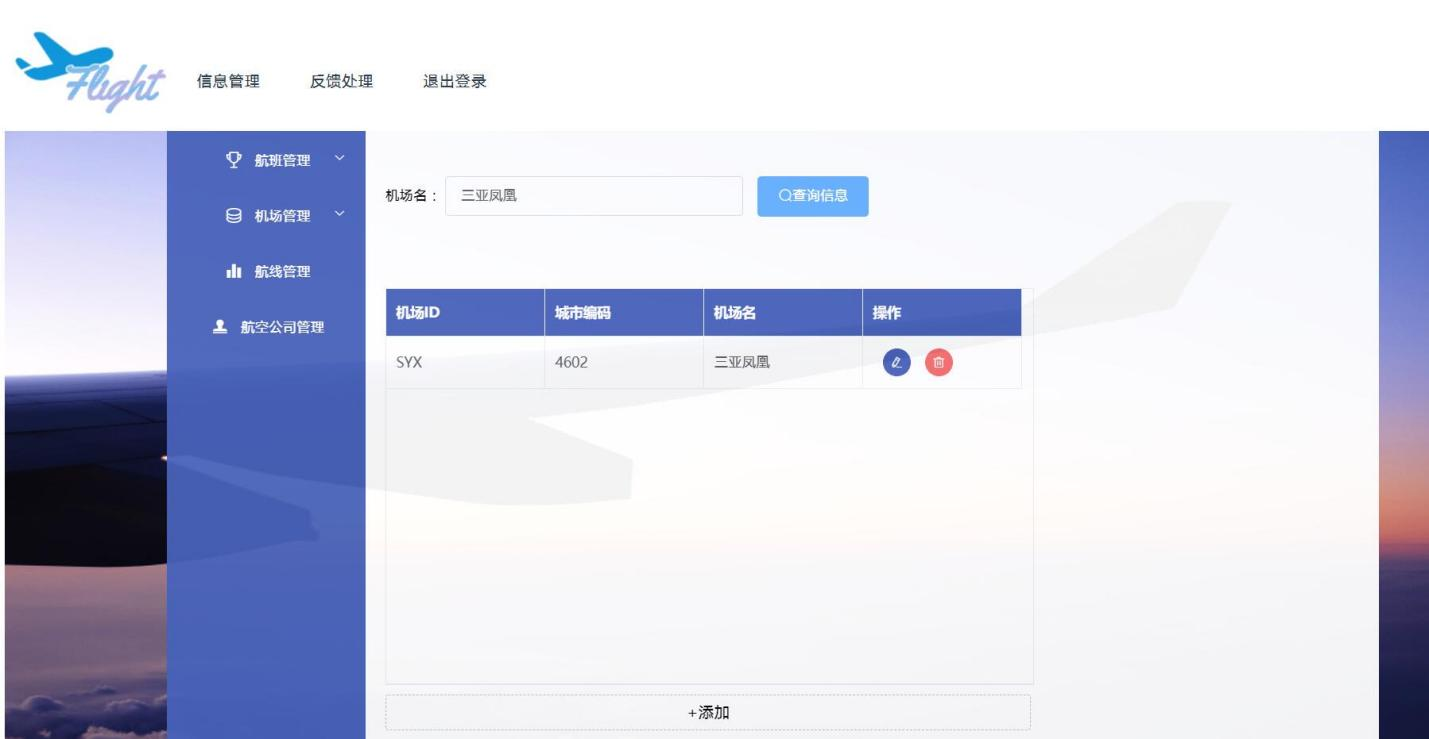 Flight
信息管理 反馈处理 退出登录
航班管理
机场管理
航线管理
航空公司管理
机场名： 三亚凤凰 查询信息
机场ID 城市编码 机场名 操作
SYX 4602 三亚凤凰
+添加